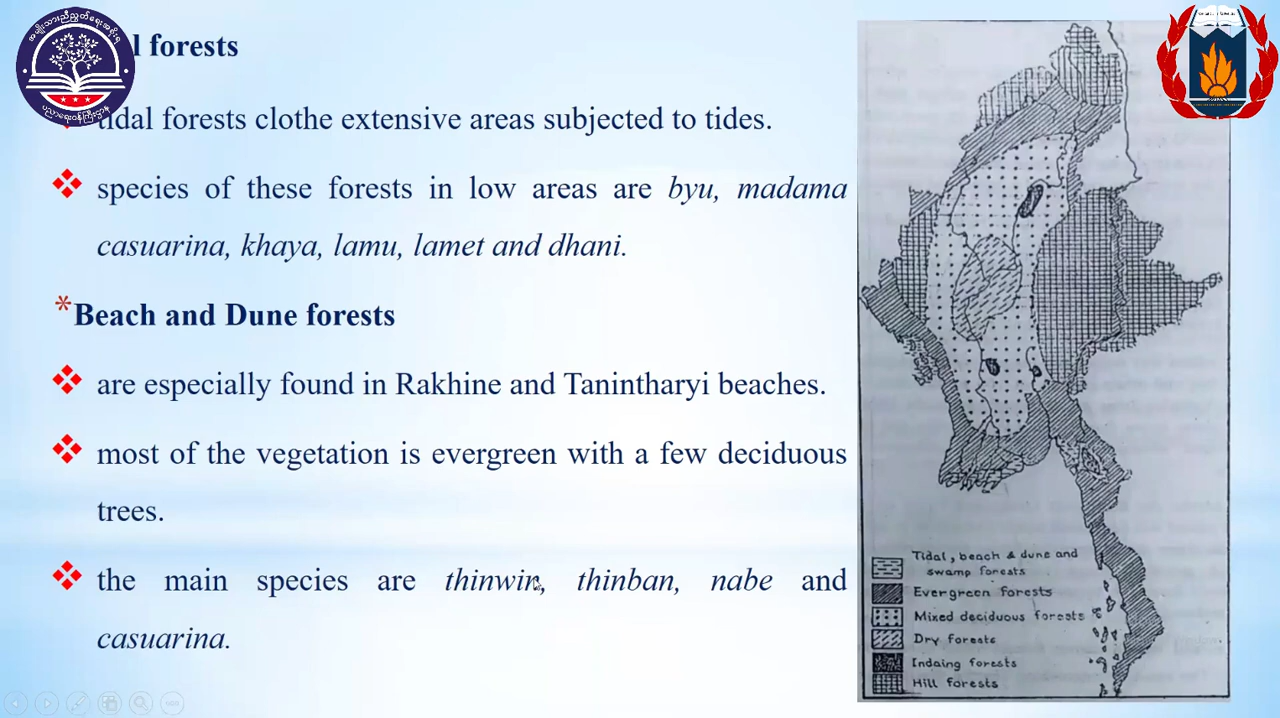 l forests
tidal forests clothe extensive areas subjected to tides.
species of these forests in low areas are byu, madama
casuarina, khaya, lamu, lamet and dhani.
*Beach and Dune forests
are especially found in Rakhine and Tanintharyi beaches.
most of the vegetation is evergreen with a few deciduous
trees.
the main species are thinwin, thinban, nabe and
casuarina.
Tidal, beach & dune and
swamp forests
Evergreen forests
Mixed deciduous forests
Dry forests
Indaing forests
Hill forests